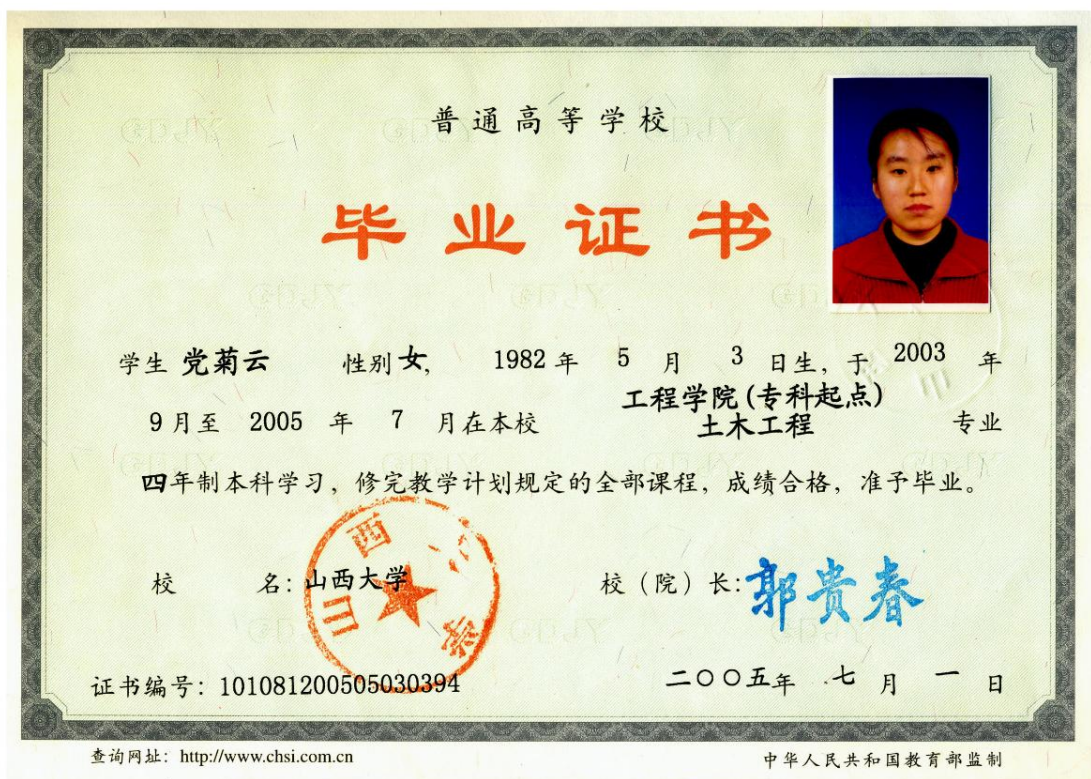 普通高等学校
毕业证书
学生 党菊云 性别 女, 1982 年 5 月 3 日生, 于 2003 年
9 月至 2005 年 7 月在本校 工程学院(专科起点)
土木工程 专业
四年制本科学习, 修完教学计划规定的全部课程, 成绩合格, 准予毕业。
校 名: 山西大学 校(院)长: 郭贵春
山西大学
证书编号: 101081200505030394 二〇〇五年 七 月 一 日
查询网址: http://www.chsi.com.cn 中华人民共和国教育部监制